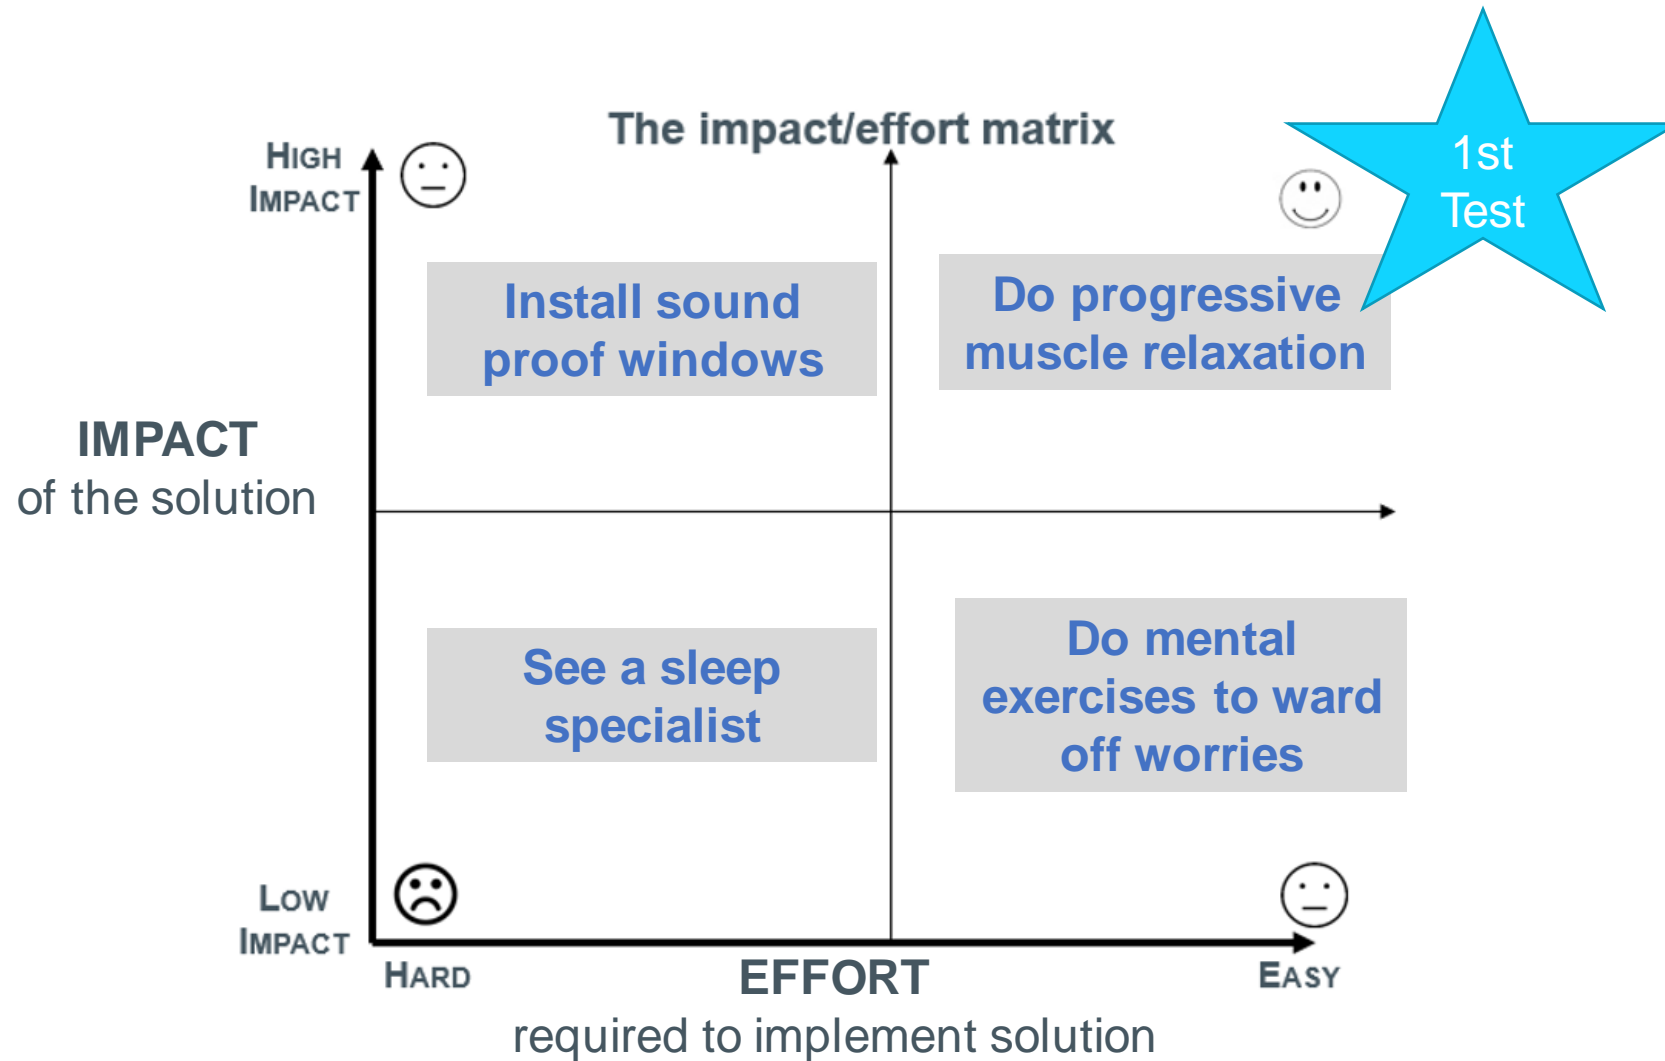 The impact/effort matrix
1st
Test
HIGH
IMPACT
Install sound
proof windows
Do progressive
muscle relaxation
IMPACT
of the solution
See a sleep
specialist
Do mental
exercises to ward
off worries
LOW
IMPACT
HARD
EFFORT
EASY
required to implement solution